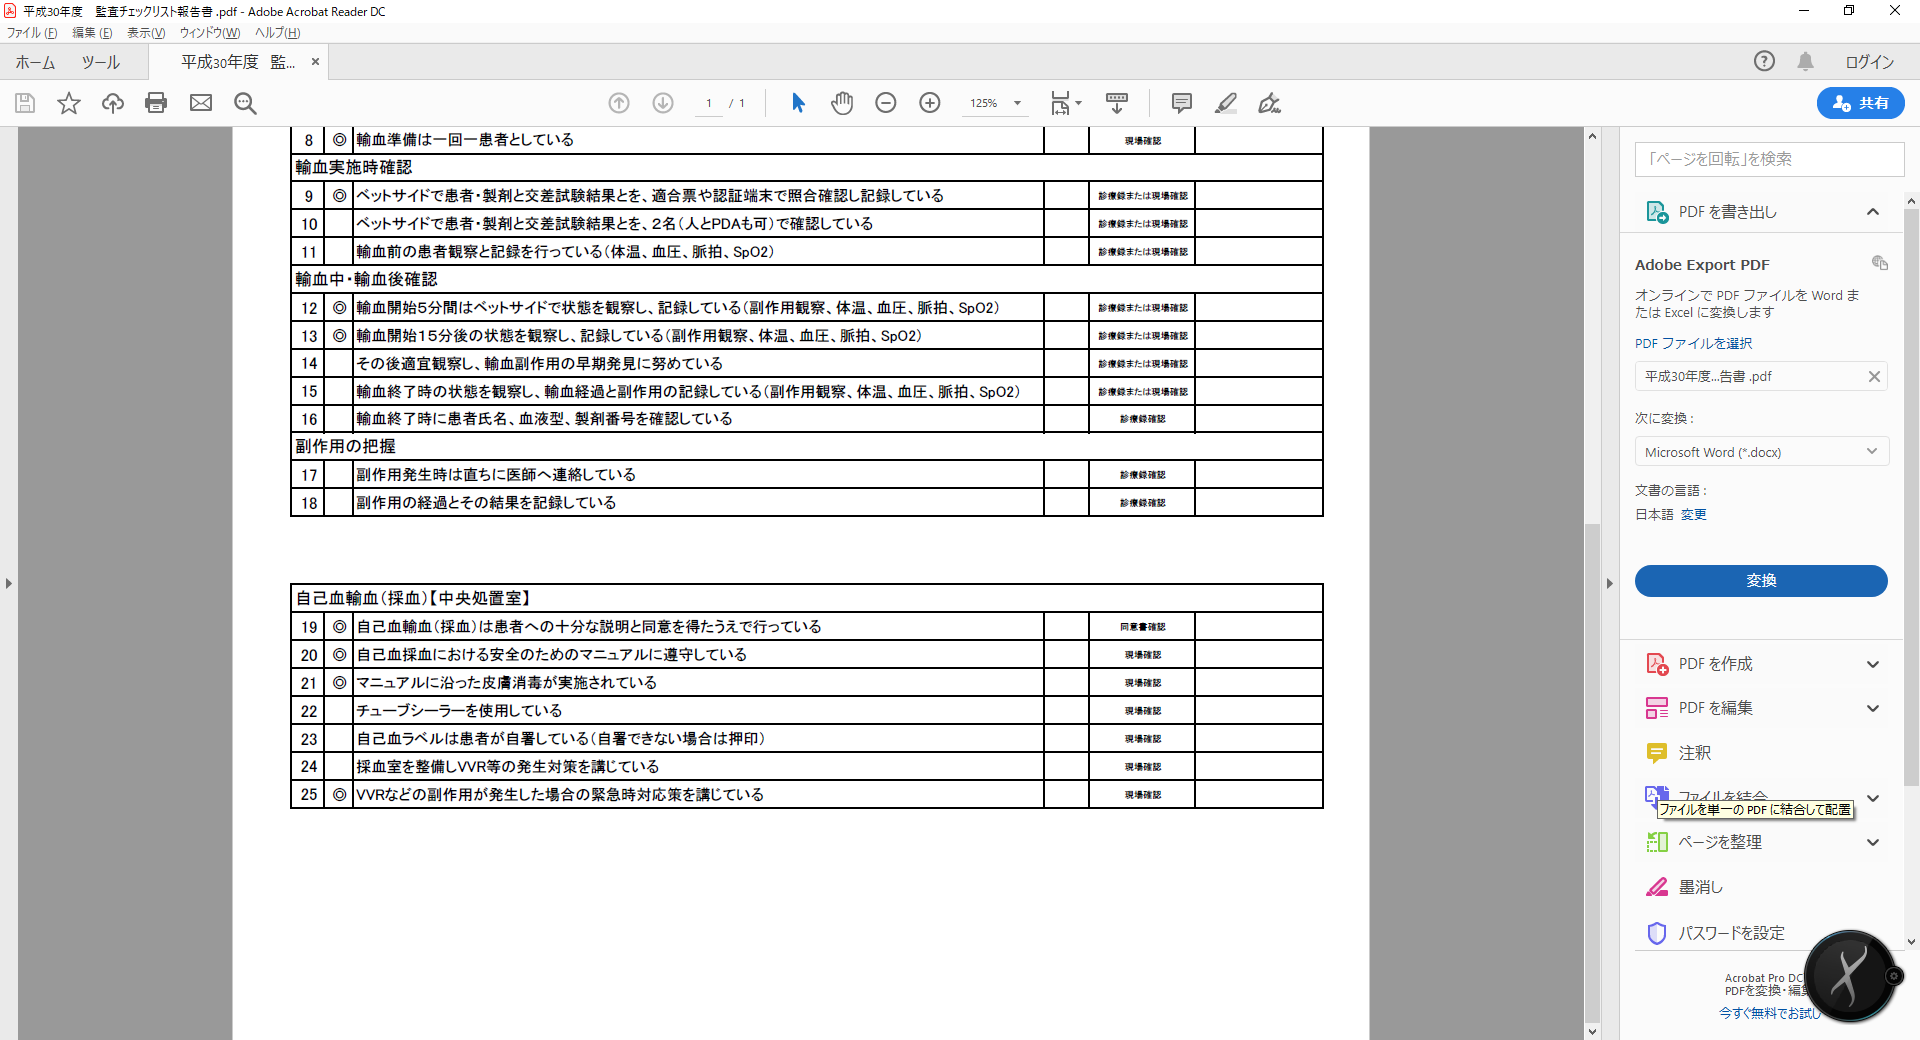 平成30年度　監査チェックリスト報告書 .pdf - Adobe Acrobat Reader DC
ファイル (F)　編集 (E)　表示(V)　ウィンドウ(W)　ヘルプ(H)
ホーム　ツール　平成30年度　監...　×　ログイン
1 / 1　125%　共有
8 ◎ 輸血準備は一回一患者としている 現場確認
輸血実施時確認
9 ◎ ベットサイドで患者・製剤と交差試験結果とを、適合票や認証端末で照合確認し記録している 診療録または現場確認
10 ベットサイドで患者・製剤と交差試験結果とを、２名（人とPDAも可）で確認している 診療録または現場確認
11 輸血前の患者観察と記録を行っている（体温、血圧、脈拍、SpO2） 診療録または現場確認
輸血中・輸血後確認
12 ◎ 輸血開始５分間はベットサイドで状態を観察し、記録している（副作用観察、体温、血圧、脈拍、SpO2） 診療録または現場確認
13 ◎ 輸血開始１５分後の状態を観察し、記録している（副作用観察、体温、血圧、脈拍、SpO2） 診療録または現場確認
14 その後適宜観察し、輸血副作用の早期発見に努めている 診療録または現場確認
15 輸血終了時の状態を観察し、輸血経過と副作用の記録している（副作用観察、体温、血圧、脈拍、SpO2） 診療録または現場確認
16 輸血終了時に患者氏名、血液型、製剤番号を確認している 診療録確認
副作用の把握
17 副作用発生時は直ちに医師へ連絡している 診療録確認
18 副作用の経過とその結果を記録している 診療録確認
自己血輸血（採血）【中央処置室】
19 ◎ 自己血輸血（採血）は患者への十分な説明と同意を得たうえで行っている 同意書確認
20 ◎ 自己血採血における安全のためのマニュアルに遵守している 現場確認
21 ◎ マニュアルに沿った皮膚消毒が実施されている 現場確認
22 チューブシーラーを使用している 現場確認
23 自己血ラベルは患者が自署している（自署できない場合は押印） 現場確認
24 採血室を整備しVVR等の発生対策を講じている 現場確認
25 ◎ VVRなどの副作用が発生した場合の緊急時対応策を講じている 現場確認
「ページを回転」を検索
PDF を書き出し
Adobe Export PDF
オンラインで PDF ファイルを Word ま
たは Excel に変換します
PDF ファイルを選択
平成30年度...告書 .pdf
次に変換 :
Microsoft Word (*.docx)
文書の言語 :
日本語 変更
変換
PDF を作成
PDF を編集
注釈
ファイルを結合
ファイルを単一の PDF に結合して配置
ページを整理
墨消し
パスワードを設定
Acrobat Pro DC
PDFを変換・編集
今すぐ無料でお試し